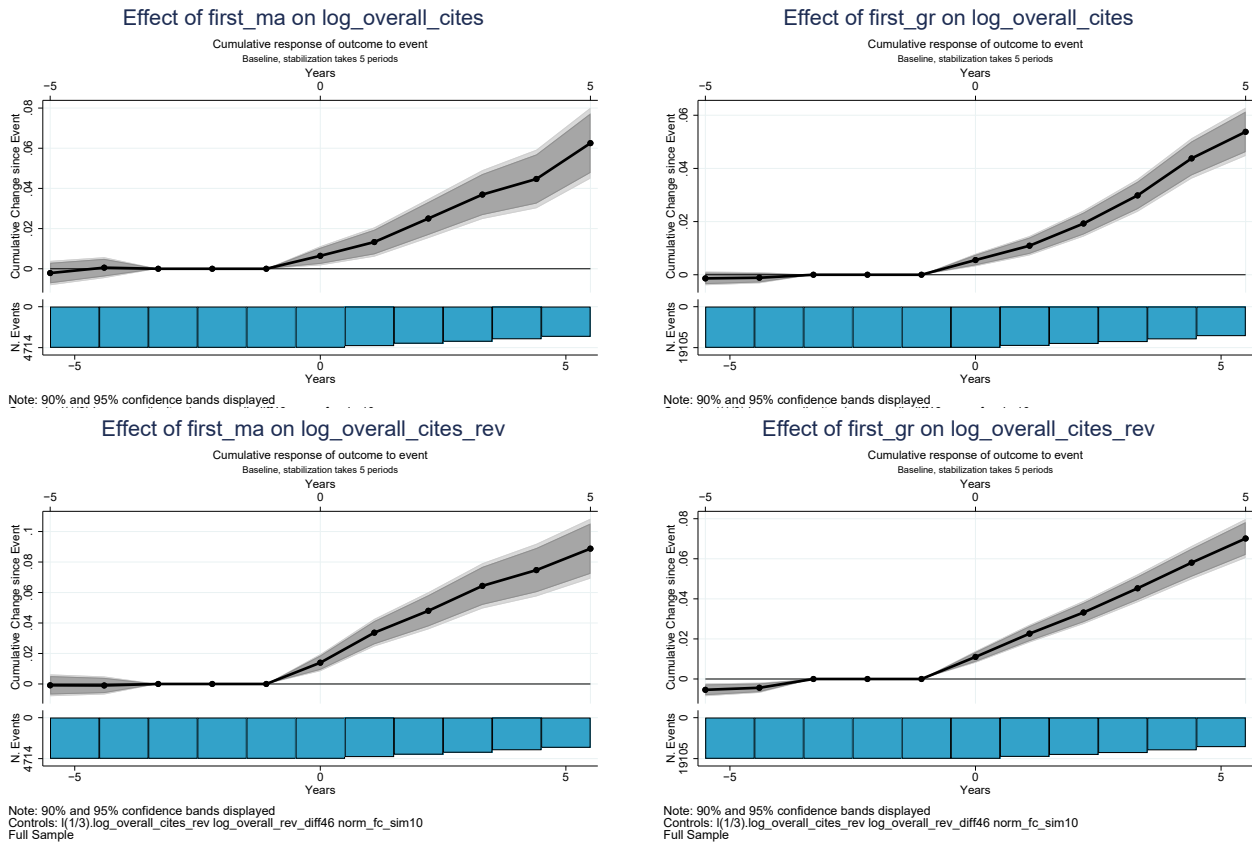 Effect of first_ma on log_overall_cites
Cumulative response of outcome to event
Baseline, stabilization takes 5 periods
Years
−5 0 5
Cumulative Change since Event
0 .02 .04 .06 .08
N. Events
0
4714
−5 0 5
Years
Note: 90% and 95% confidence bands displayed
Effect of first_gr on log_overall_cites
Cumulative response of outcome to event
Baseline, stabilization takes 5 periods
Years
−5 0 5
Cumulative Change since Event
0 .02 .04 .06
N. Events
0
19105
−5 0 5
Years
Note: 90% and 95% confidence bands displayed
Effect of first_ma on log_overall_cites_rev
Cumulative response of outcome to event
Baseline, stabilization takes 5 periods
Years
−5 0 5
Cumulative Change since Event
0 .02 .04 .06 .08 .1
N. Events
0
4714
−5 0 5
Years
Note: 90% and 95% confidence bands displayed
Controls: l(1/3).log_overall_cites_rev log_overall_rev_diff46 norm_fc_sim10
Full Sample
Effect of first_gr on log_overall_cites_rev
Cumulative response of outcome to event
Baseline, stabilization takes 5 periods
Years
−5 0 5
Cumulative Change since Event
0 .02 .04 .06 .08
N. Events
0
19105
−5 0 5
Years
Note: 90% and 95% confidence bands displayed
Controls: l(1/3).log_overall_cites_rev log_overall_rev_diff46 norm_fc_sim10
Full Sample